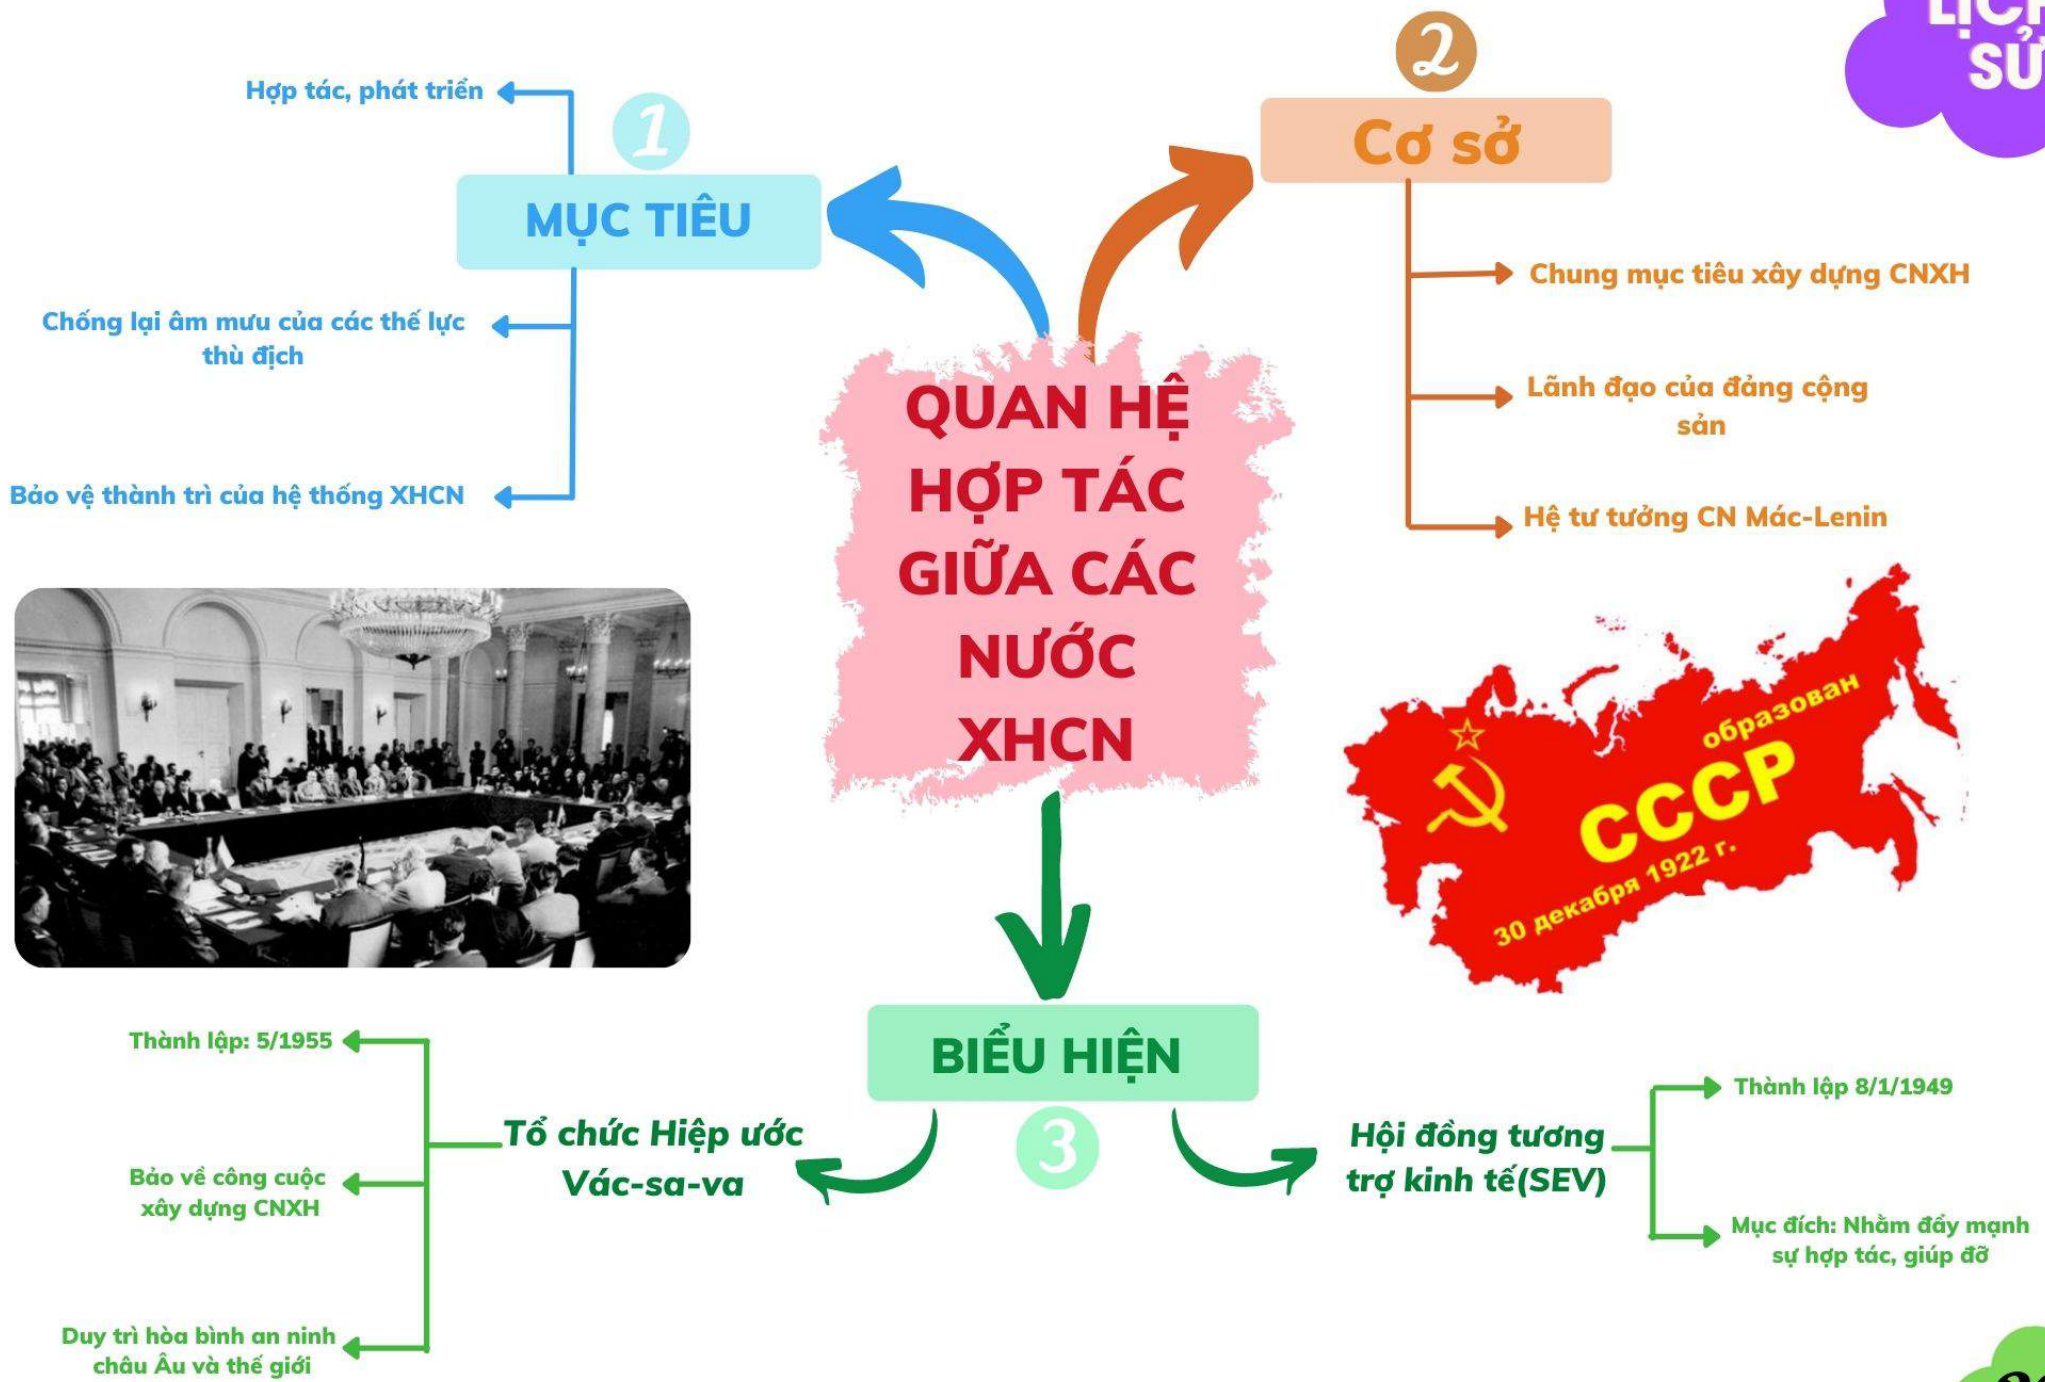 LỊCH
SỬ
1
MỤC TIÊU
Hợp tác, phát triển
Chống lại âm mưu của các thế lực
thù địch
Bảo vệ thành trì của hệ thống XHCN
2
Cơ sở
Chung mục tiêu xây dựng CNXH
Lãnh đạo của đảng cộng
sản
Hệ tư tưởng CN Mác-Lenin
QUAN HỆ
HỢP TÁC
GIỮA CÁC
NƯỚC
XHCN
образован
СССР
30 декабря 1922 г.
BIỂU HIỆN
3
Tổ chức Hiệp ước
Vác-sa-va
Thành lập: 5/1955
Bảo về công cuộc
xây dựng CNXH
Duy trì hòa bình an ninh
châu Âu và thế giới
Hội đồng tương
trợ kinh tế(SEV)
Thành lập 8/1/1949
Mục đích: Nhằm đẩy mạnh
sự hợp tác, giúp đỡ